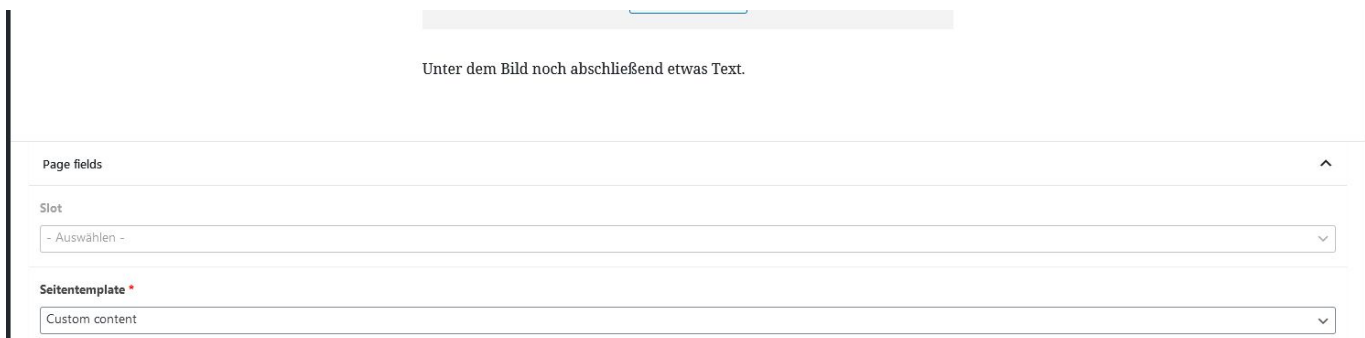 Unter dem Bild noch abschließend etwas Text.
Page fields
Slot
- Auswählen -
Seitentemplate *
Custom content